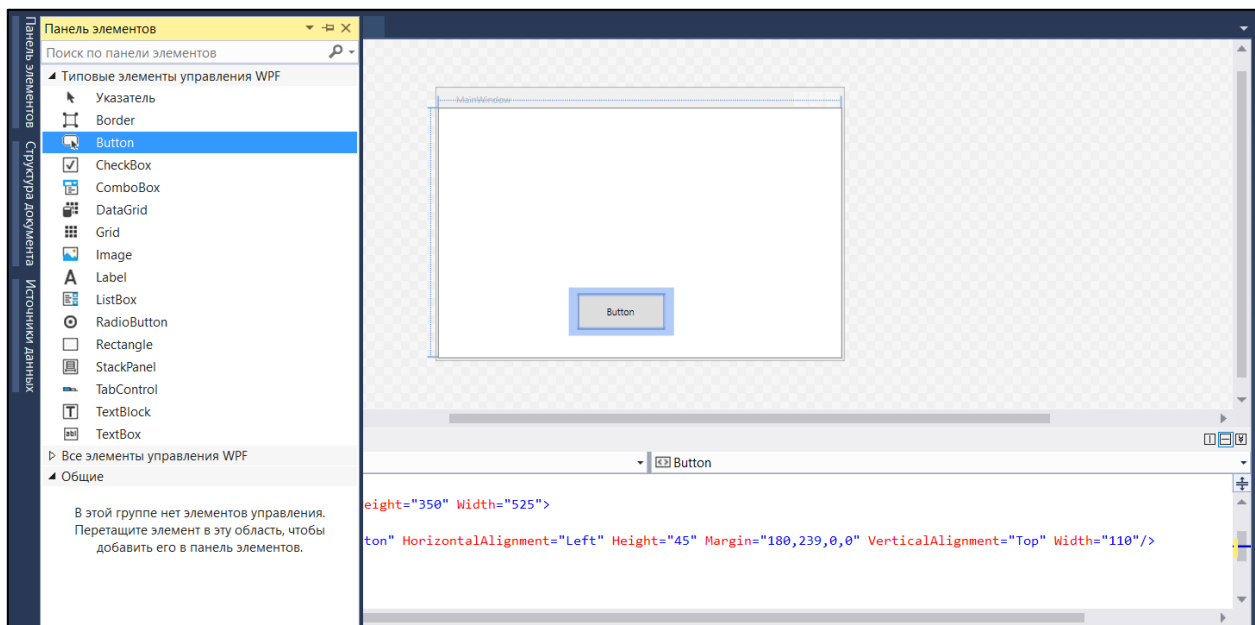 Панель элементов
Структура документа
Источники данных
Панель элементов
Поиск по панели элементов
Типовые элементы управления WPF
Указатель
Border
Button
CheckBox
ComboBox
DataGrid
Grid
Image
Label
ListBox
RadioButton
Rectangle
StackPanel
TabControl
TextBlock
TextBox
Все элементы управления WPF
Общие
В этой группе нет элементов управления.
Перетащите элемент в эту область, чтобы
добавить его в панель элементов.
MainWindow
Button
Button
eight="350" Width="525">
ton" HorizontalAlignment="Left" Height="45" Margin="180,239,0,0" VerticalAlignment="Top" Width="110"/>